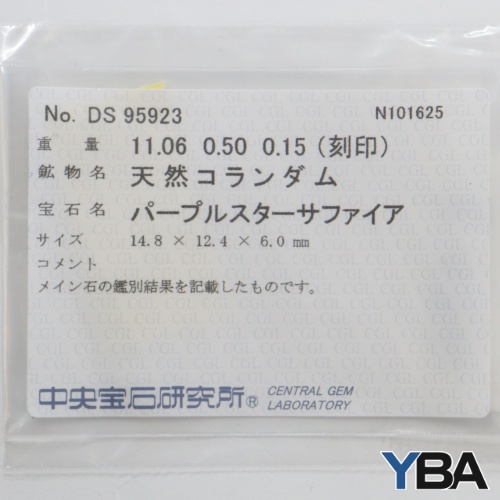 No. DS 95923 N101625
重量 11.06 0.50 0.15 (刻印)
鉱物名 天然コランダム
宝石名 パープルスターサファイア
サイズ 14.8 × 12.4 × 6.0 mm
コメント
メイン石の鑑別結果を記載したものです。
中央宝石研究所® CENTRAL GEM
LABORATORY
YBA